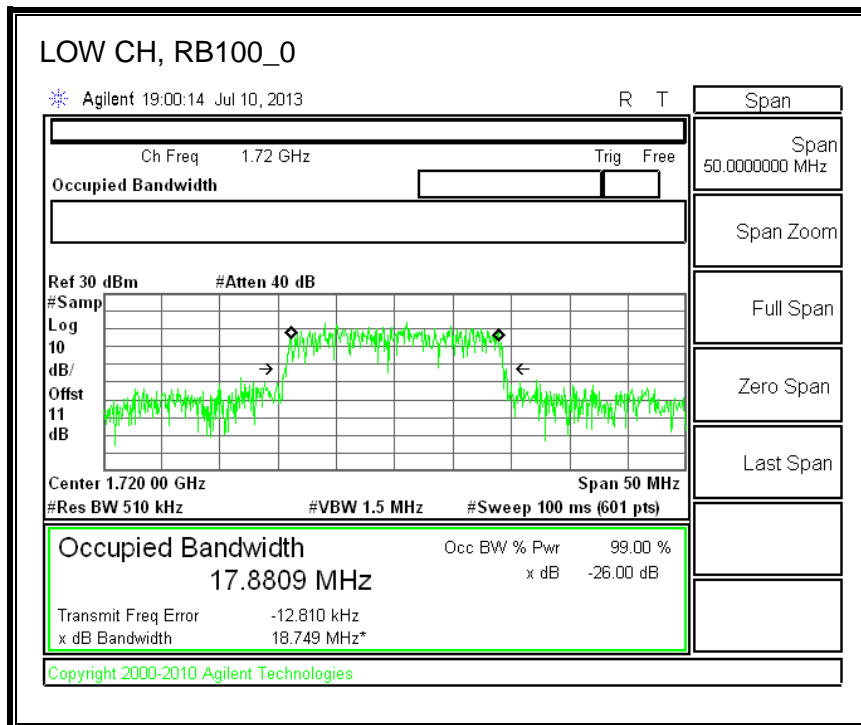 LOW CH, RB100_0
Agilent 19:00:14 Jul 10, 2013 R T
Span
Ch Freq 1.72 GHz Trig Free
Occupied Bandwidth
Span
50.0000000 MHz
Span Zoom
Full Span
Zero Span
Last Span
Ref 30 dBm #Atten 40 dB
#Samp
Log
10
dB/
Offst
11
dB
Center 1.720 00 GHz Span 50 MHz
#Res BW 510 kHz #VBW 1.5 MHz #Sweep 100 ms (601 pts)
Occupied Bandwidth Occ BW % Pwr 99.00 %
17.8809 MHz x dB -26.00 dB
Transmit Freq Error -12.810 kHz
x dB Bandwidth 18.749 MHz*
Copyright 2000-2010 Agilent Technologies